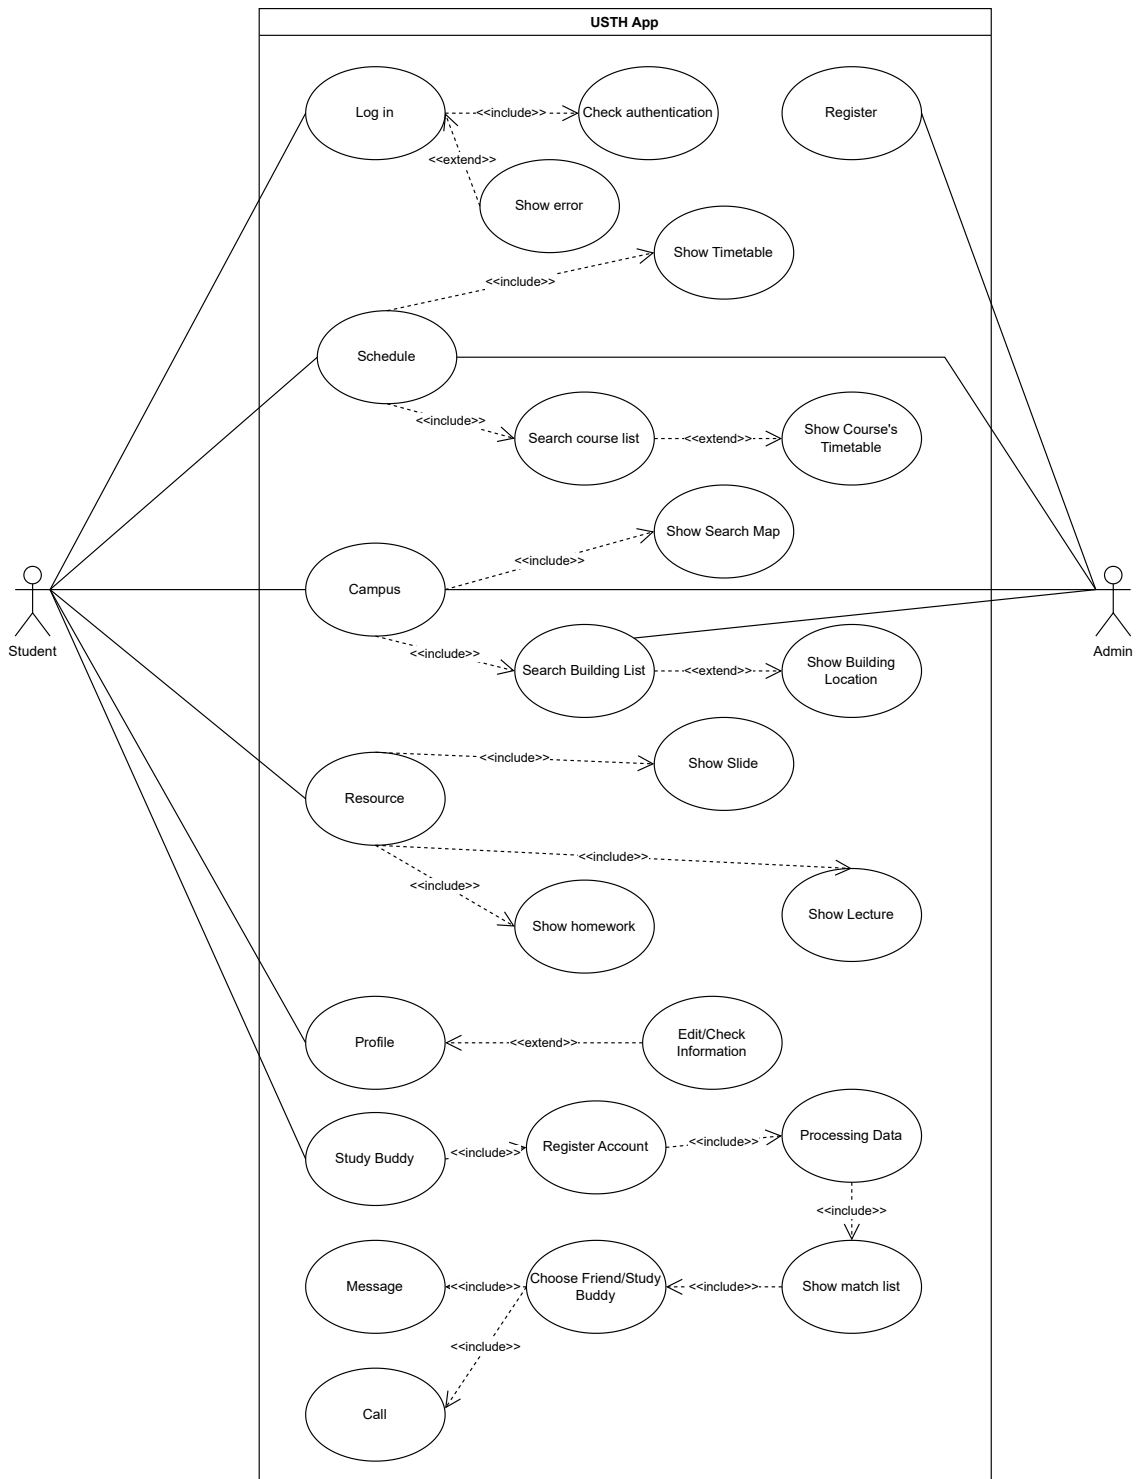 USTH App
Log in
<<include>>
Check authentication
Register
<<extend>>
Show error
Show Timetable
<<include>>
Schedule
<<include>>
Search course list
<<extend>>
Show Course's
Timetable
Show Search Map
<<include>>
Campus
Student
Admin
<<include>>
Search Building List
<<extend>>
Show Building
Location
<<include>>
Show Slide
Resource
<<include>>
<<include>>
Show homework
Show Lecture
Profile
<<extend>>
Edit/Check
Information
Study Buddy
<<include>>
Register Account
<<include>>
Processing Data
<<include>>
Message
<<include>>
Choose Friend/Study
Buddy
<<include>>
Show match list
<<include>>
Call